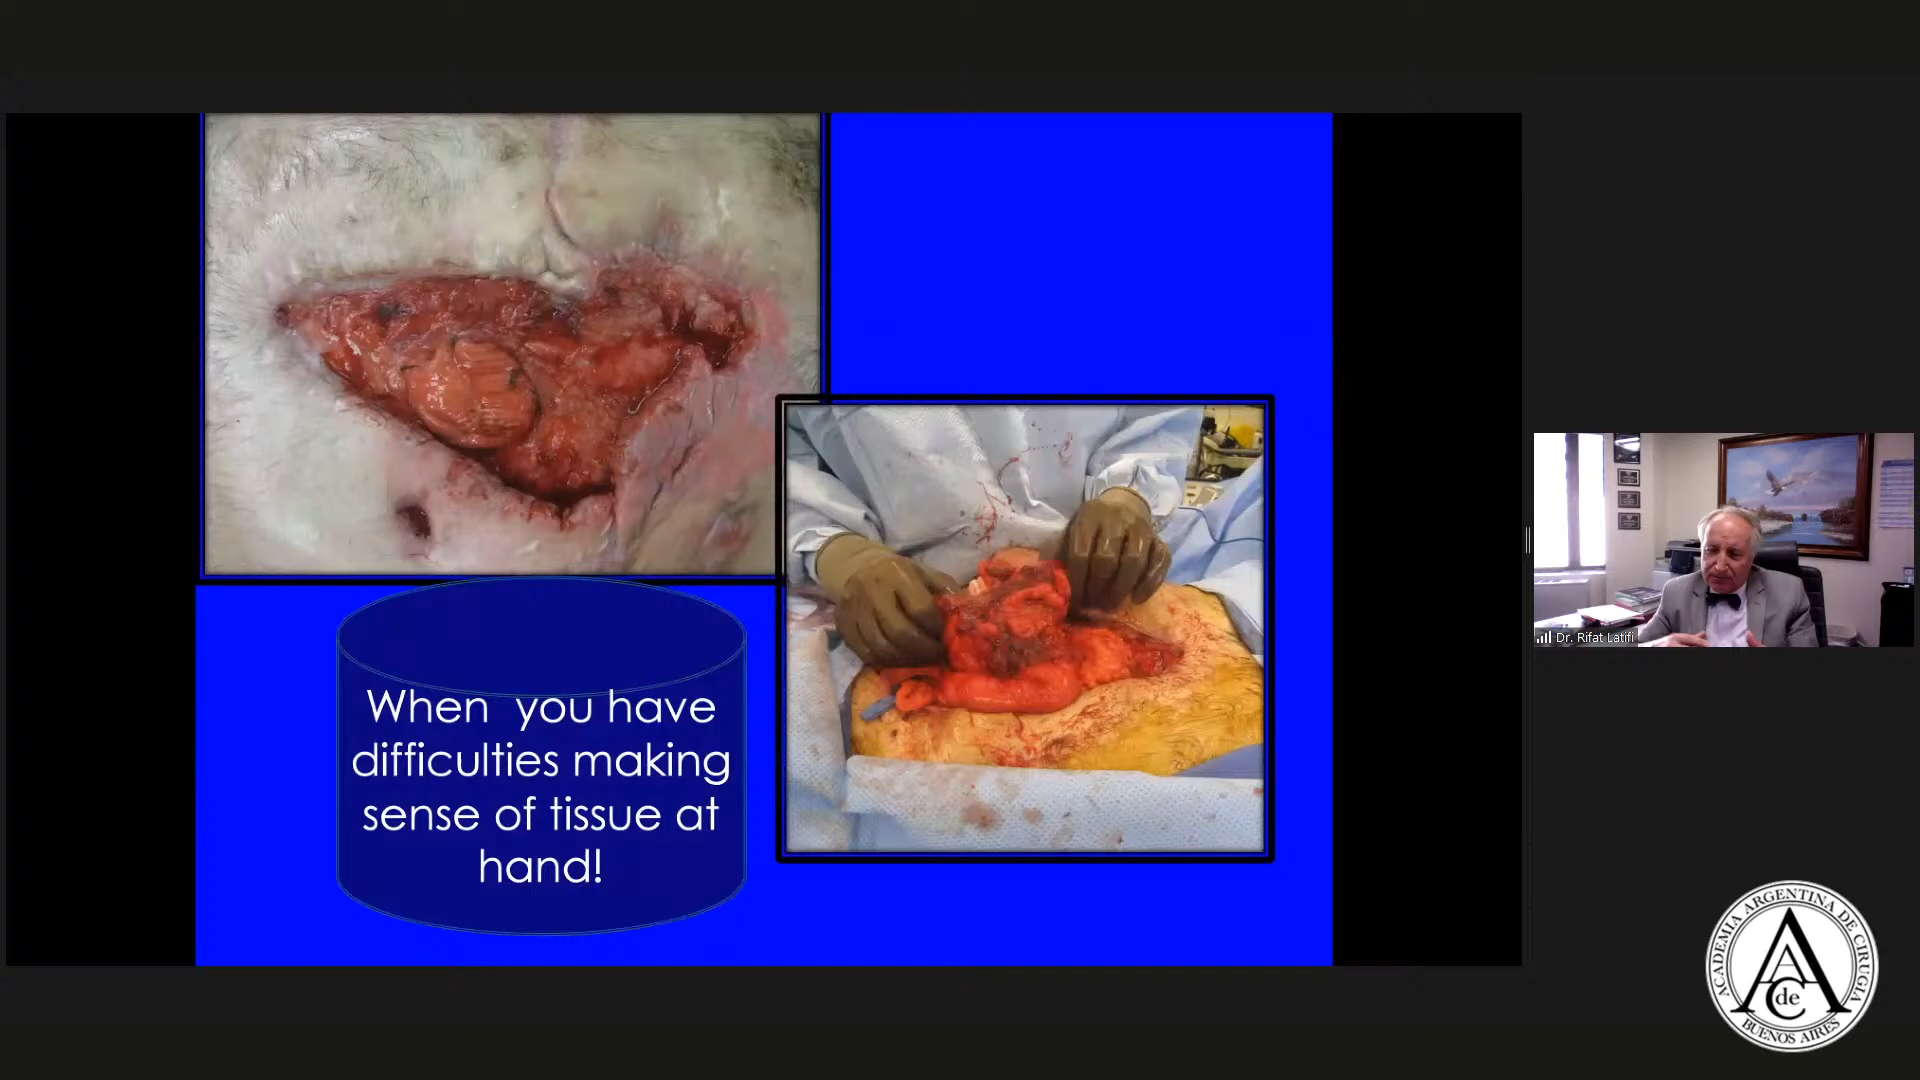 When you have
difficulties making
sense of tissue at
hand!
Dr. Rifat Latifi
ACADEMIA ARGENTINA DE CIRUGIA
A A C de
BUENOS AIRES